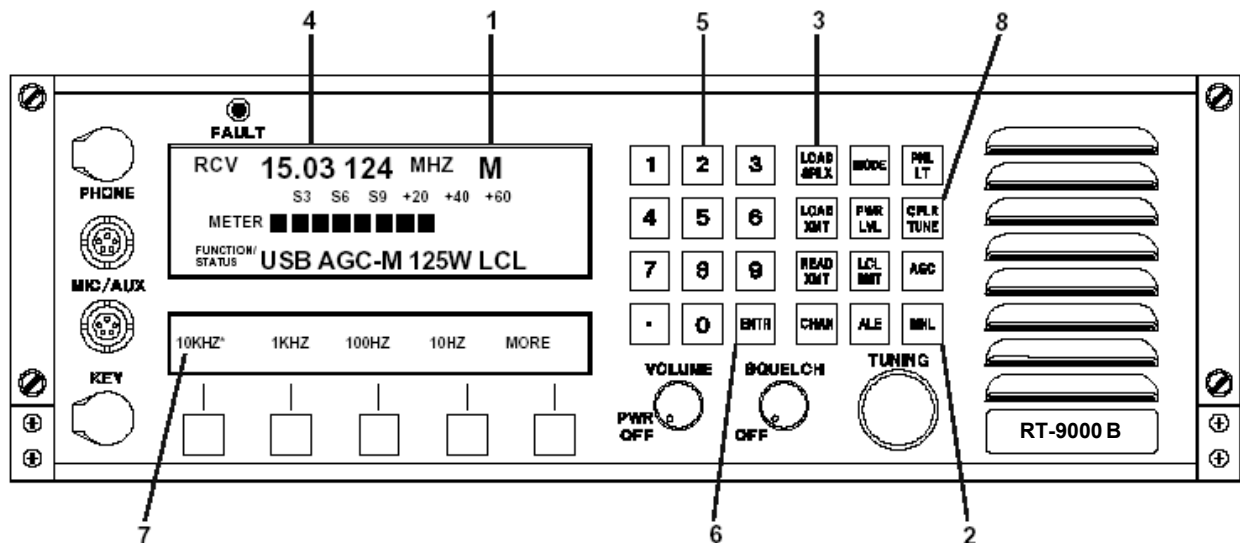 4 1 5 3 8
FAULT
RCV 15.03 124 MHZ M
S3 S6 S9 +20 +40 +60
METER
FUNCTION/
STATUS USB AGC-M 125W LCL
PHONE
MIC/AUX
KEY
10KHZ* 1KHZ 100HZ 10HZ MORE
1 2 3 LOAD SPLX MODE PNL LT
4 5 6 LOAD XMT PWR LVL CPLR TUNE
7 8 9 READ XMT LCL RMT AGC
. 0 ENTR CHAN ALE MNL
VOLUME SQUELCH TUNING
PWR OFF OFF
RT-9000 B
7 6 2